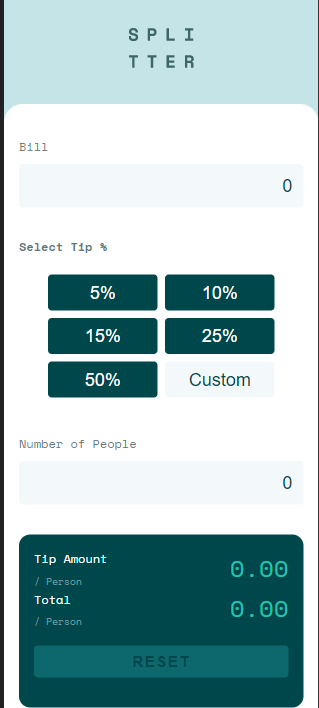 SPLI
TTER
Bill
0
Select Tip %
5% 10%
15% 25%
50% Custom
Number of People
0
Tip Amount
/ Person
0.00
Total
/ Person
0.00
RESET